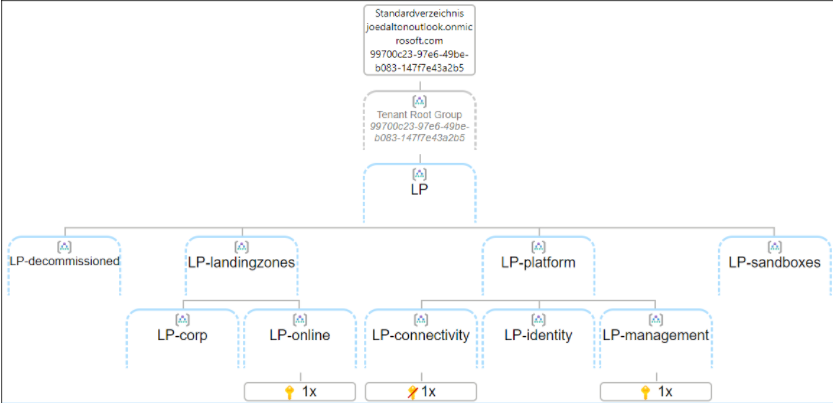 Standardverzeichnis
joedaltonoutlook.onmic
rosoft.com
99700c23-97e6-49be-
b083-147f7e43a2b5
Tenant Root Group
99700c23-97e6-49be-
b083-147f7e43a2b5
LP
LP-decommissioned
LP-landingzones
LP-platform
LP-sandboxes
LP-corp
LP-online
LP-connectivity
LP-identity
LP-management
1x
1x
1x